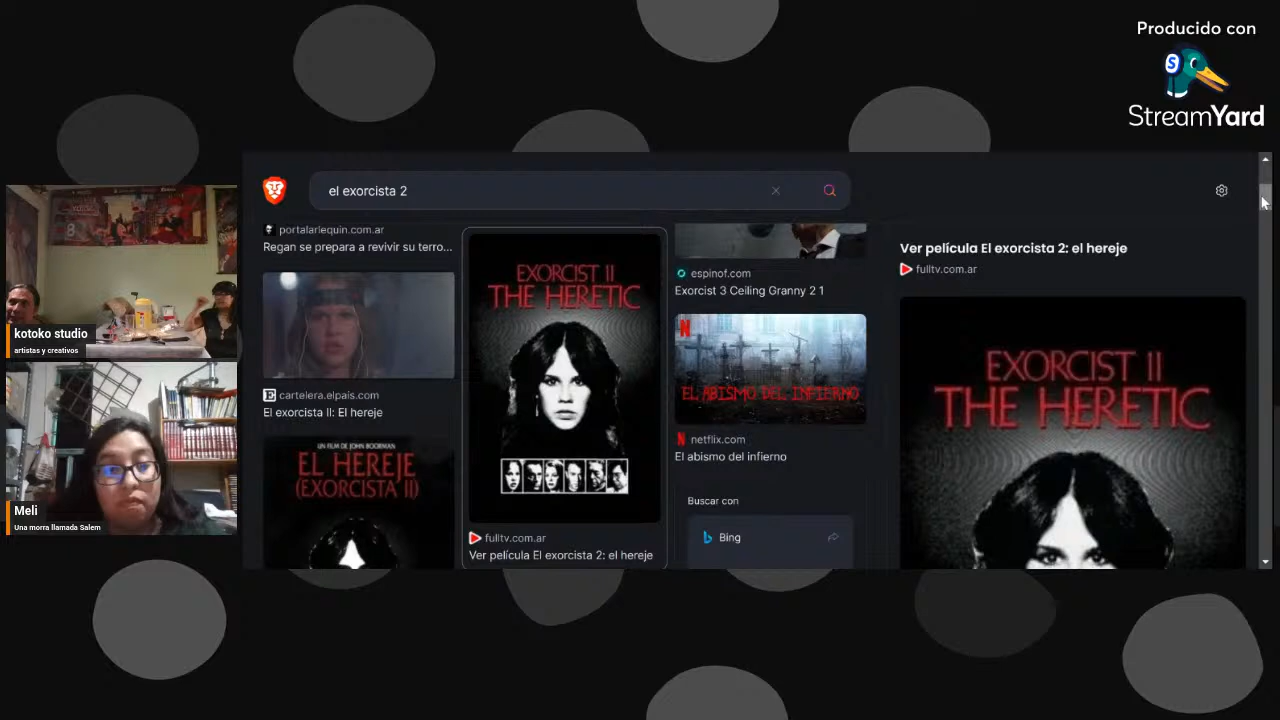 Producido con
StreamYard
el exorcista 2
portalarlequin.com.ar
Regan se prepara a revivir su terro...
cartelera.elpais.com
El exorcista II: El hereje
UN FILM DE JOHN BOORMAN
EL HEREJE
(EXORCISTA II)
EXORCIST II
THE HERETIC
fulltv.com.ar
Ver película El exorcista 2: el hereje
espinof.com
Exorcist 3 Ceiling Granny 2 1
N
EL ABISMO DEL INFIERNO
netflix.com
El abismo del infierno
Buscar con
Bing
Ver película El exorcista 2: el hereje
fulltv.com.ar
EXORCIST II
THE HERETIC
kotoko studio
artistas y creativos
Meli
Una morra llamada Salem